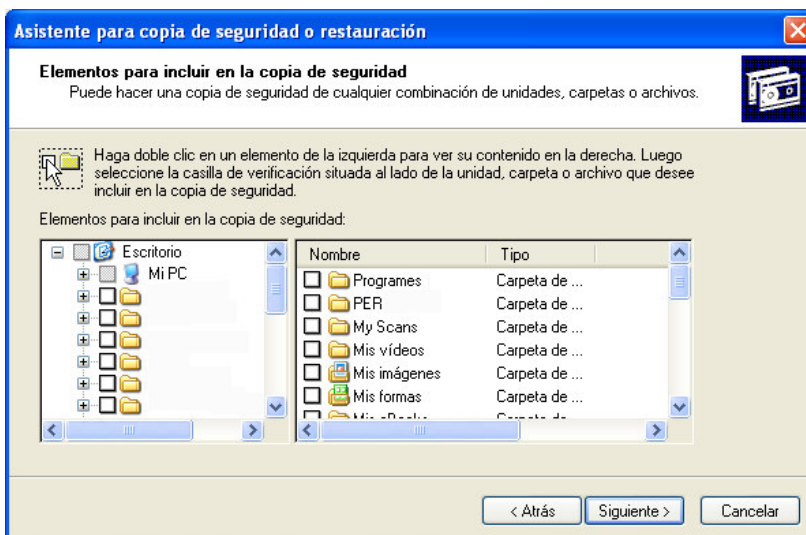 Asistente para copia de seguridad o restauración
Elementos para incluir en la copia de seguridad
Puede hacer una copia de seguridad de cualquier combinación de unidades, carpetas o archivos.
Haga doble clic en un elemento de la izquierda para ver su contenido en la derecha. Luego
seleccione la casilla de verificación situada al lado de la unidad, carpeta o archivo que desee
incluir en la copia de seguridad.
Elementos para incluir en la copia de seguridad:
Escritorio
Mi PC
Nombre Tipo
Programes Carpeta de ...
PER Carpeta de ...
My Scans Carpeta de ...
Mis vídeos Carpeta de ...
Mis imágenes Carpeta de ...
Mis formas Carpeta de ...
< Atrás Siguiente > Cancelar